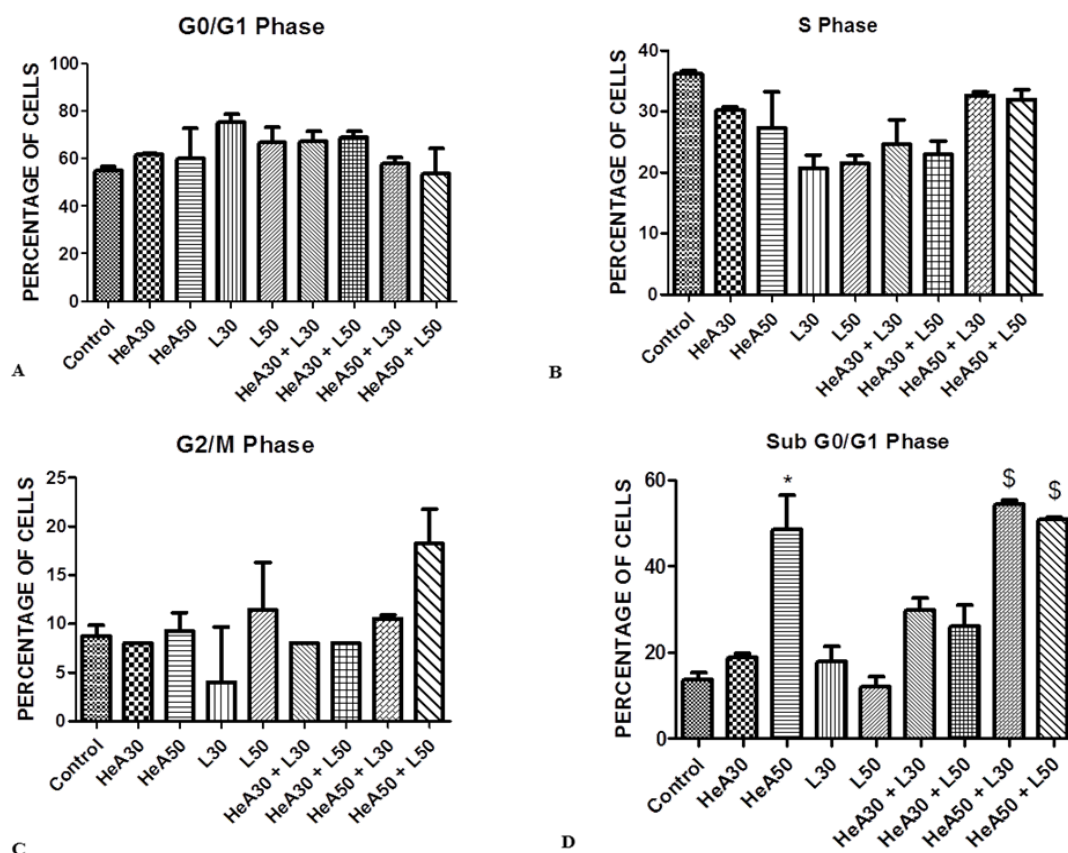 G0/G1 Phase
PERCENTAGE OF CELLS
100
80
60
40
20
0
Control
HeA30
HeA50
L30
L50
HeA30 + L30
HeA30 + L50
HeA50 + L30
HeA50 + L50
A
S Phase
PERCENTAGE OF CELLS
40
30
20
10
0
Control
HeA30
HeA50
L30
L50
HeA30 + L30
HeA30 + L50
HeA50 + L30
HeA50 + L50
B
G2/M Phase
PERCENTAGE OF CELLS
25
20
15
10
5
0
Control
HeA30
HeA50
L30
L50
HeA30 + L30
HeA30 + L50
HeA50 + L30
HeA50 + L50
C
Sub G0/G1 Phase
PERCENTAGE OF CELLS
60
40
20
0
*
$
$
Control
HeA30
HeA50
L30
L50
HeA30 + L30
HeA30 + L50
HeA50 + L30
HeA50 + L50
D